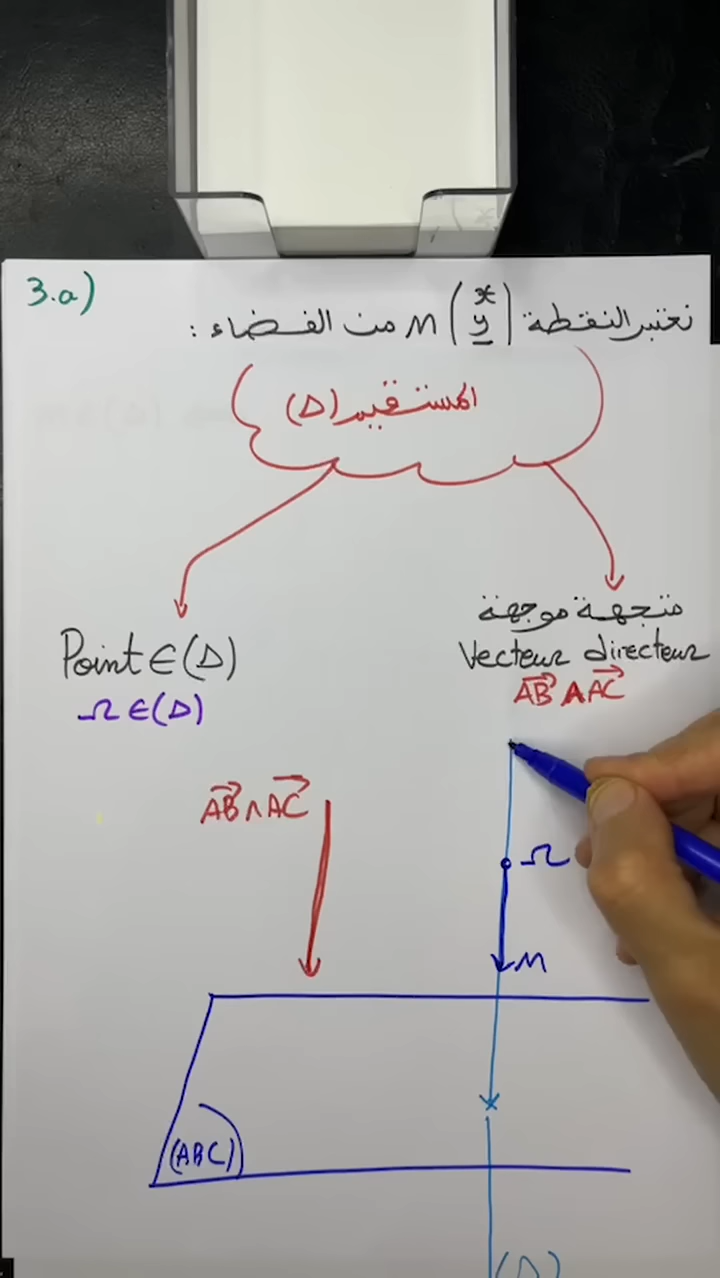 3.a)
نعتبر النقطة M (x y z) من الفضاء :
المستقيم (Δ)
Point ∈ (Δ)
Ω ∈ (Δ)
متجهة موجهة
Vecteur directeur
AB ∧ AC
AB ∧ AC
Ω
M
(ABC)
(Δ)